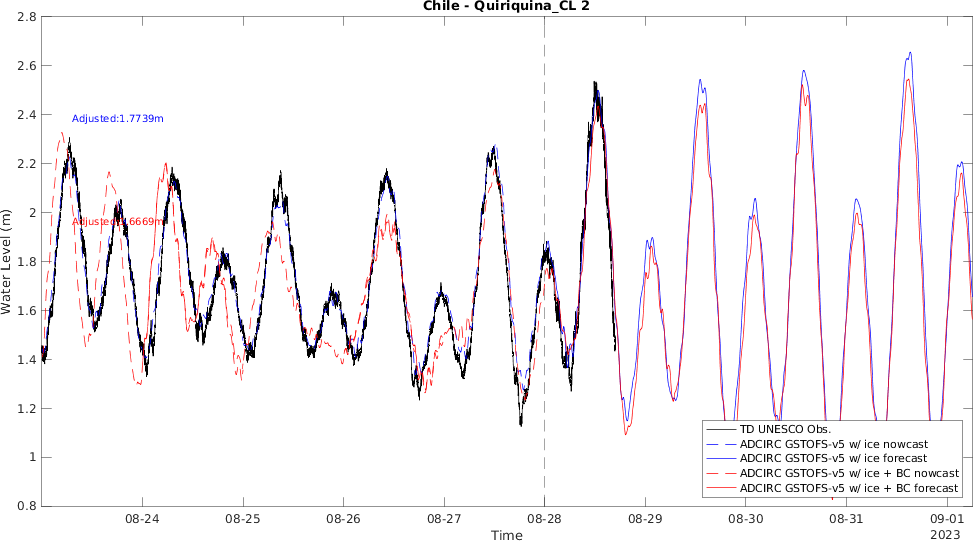 Chile - Quiriquina_CL 2
2.8
2.6
2.4
2.2
2
1.8
1.6
1.4
1.2
1
0.8
Water Level (m)
Adjusted:1.7739m
Adjusted:1.6669m
TD UNESCO Obs.
ADCIRC GSTOFS-v5 w/ ice nowcast
ADCIRC GSTOFS-v5 w/ ice forecast
ADCIRC GSTOFS-v5 w/ ice + BC nowcast
ADCIRC GSTOFS-v5 w/ ice + BC forecast
08-24 08-25 08-26 08-27 08-28 08-29 08-30 08-31 09-01
2023
Time